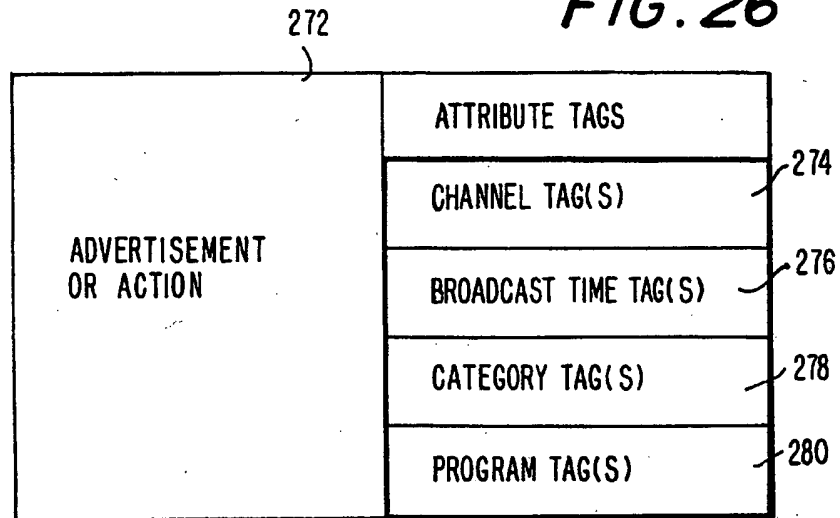 FIG. 26
272
ATTRIBUTE TAGS
274
CHANNEL TAG(S)
ADVERTISEMENT
OR ACTION
276
BROADCAST TIME TAG(S)
278
CATEGORY TAG(S)
280
PROGRAM TAG(S)